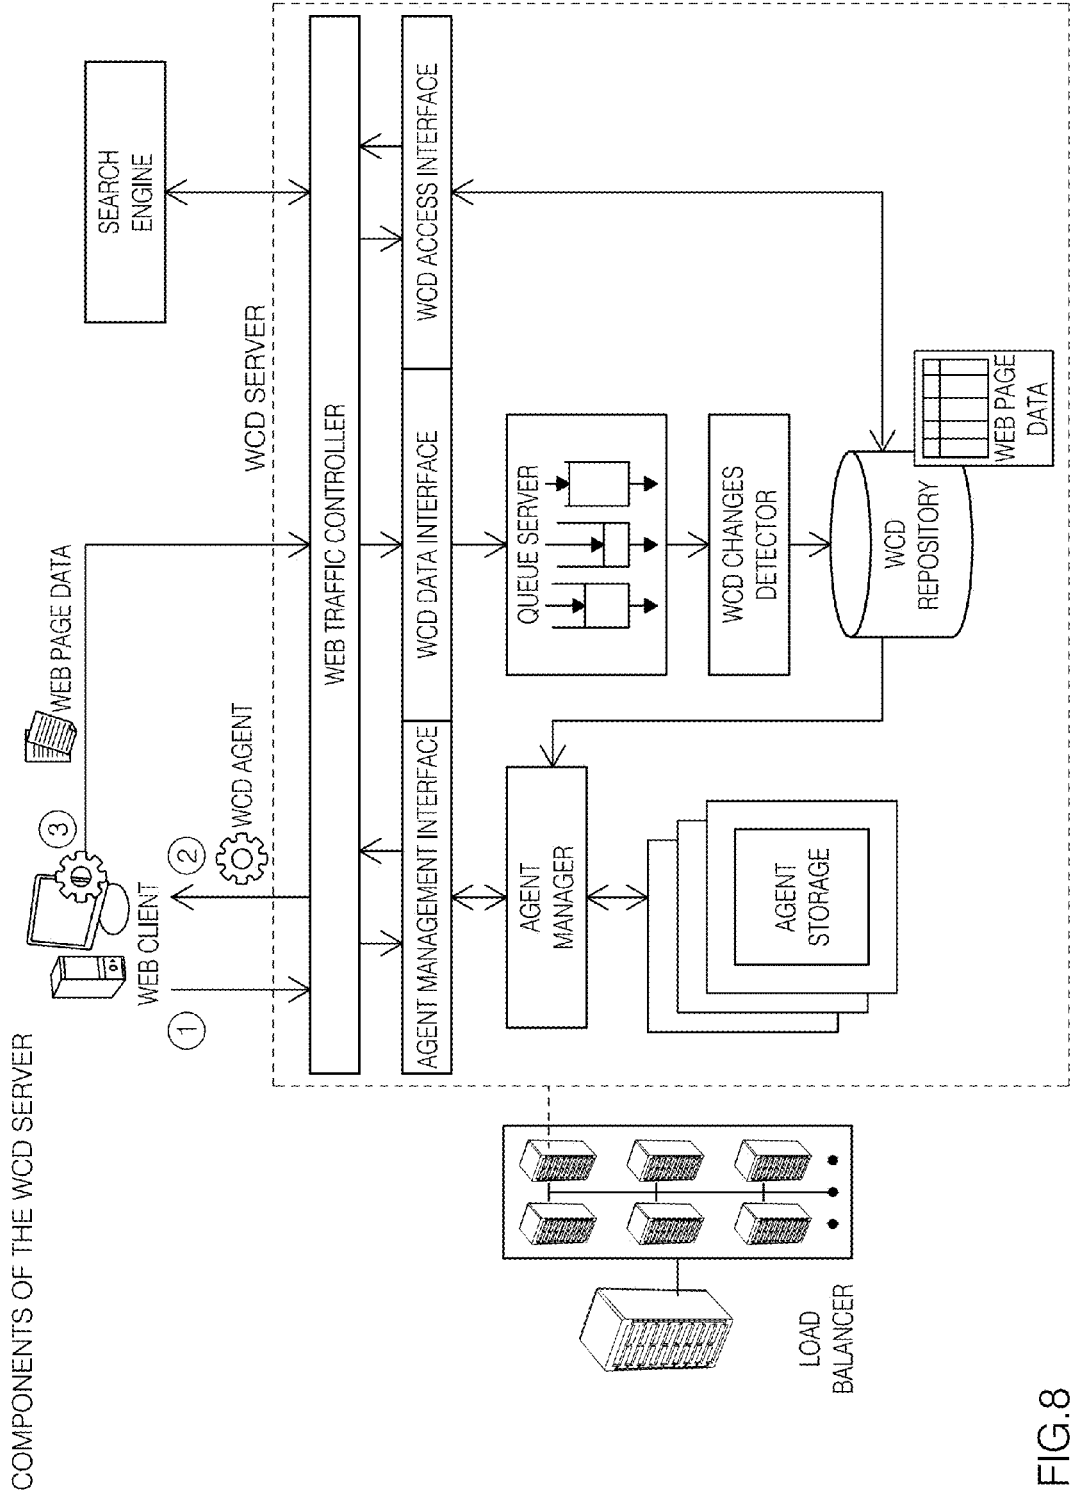 COMPONENTS OF THE WCD SERVER
1
WEB CLIENT
2
WCD AGENT
3
WEB PAGE DATA
WCD SERVER
SEARCH
ENGINE
WEB TRAFFIC CONTROLLER
AGENT MANAGEMENT INTERFACE
WCD DATA INTERFACE
WCD ACCESS INTERFACE
AGENT
MANAGER
QUEUE SERVER
WCD CHANGES
DETECTOR
AGENT
STORAGE
WCD
REPOSITORY
WEB PAGE
DATA
LOAD
BALANCER
FIG.8